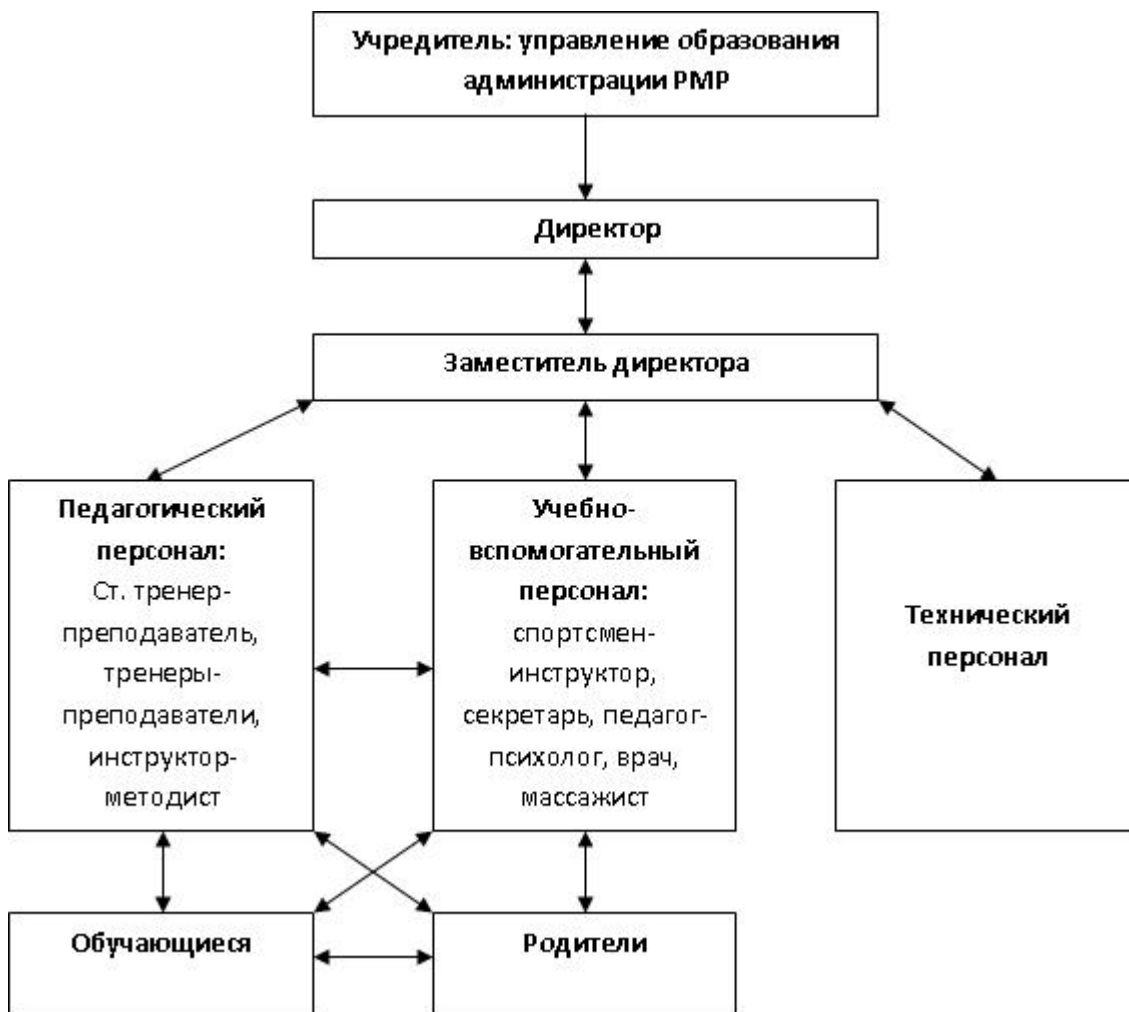 Учредитель: управление образования
администрации РМР
Директор
Заместитель директора
Педагогический
персонал:
Ст. тренер-
преподаватель,
тренеры-
преподаватели,
инструктор-
методист
Учебно-
вспомогательный
персонал:
спортсмен-
инструктор,
секретарь, педагог-
психолог, врач,
массажист
Технический
персонал
Обучающиеся
Родители